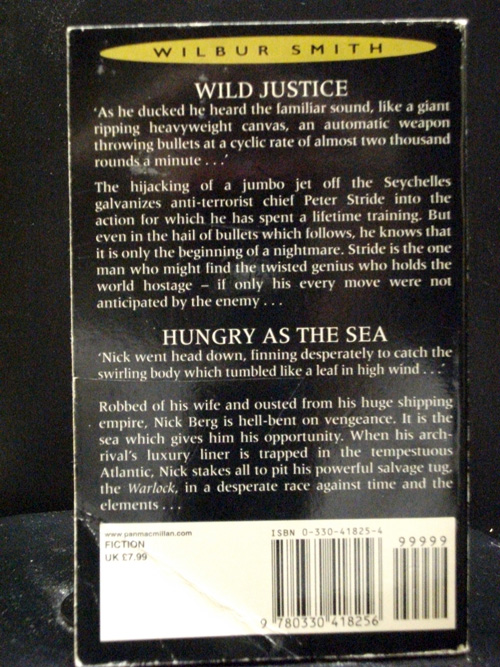 WILBUR SMITH
WILD JUSTICE
'As he ducked he heard the familiar sound, like a giant
ripping heavyweight canvas, an automatic weapon
throwing bullets at a cyclic rate of almost two thousand
rounds a minute . . .'
The hijacking of a jumbo jet off the Seychelles
galvanizes anti-terrorist chief Peter Stride into the
action for which he has spent a lifetime training. But
even in the hail of bullets which follows, he knows that
it is only the beginning of a nightmare. Stride is the one
man who might find the twisted genius who holds the
world hostage – if only his every move were not
anticipated by the enemy . . .
HUNGRY AS THE SEA
'Nick went head down, finning desperately to catch the
swirling body which tumbled like a leaf in high wind . . .'
Robbed of his wife and ousted from his huge shipping
empire, Nick Berg is hell-bent on vengeance. It is the
sea which gives him his opportunity. When his arch-
rival's luxury liner is trapped in the tempestuous
Atlantic, Nick stakes all to pit his powerful salvage tug,
the Warlock, in a desperate race against time and the
elements . . .
www.panmacmillan.com
FICTION
UK £7.99
ISBN 0-330-41825-4
99999
9 780330 418256